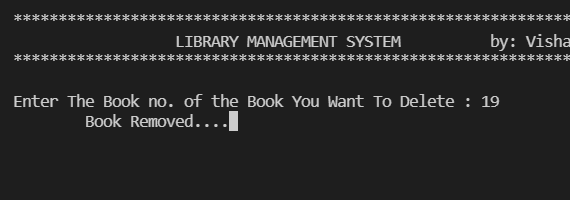 **************************************************************
LIBRARY MANAGEMENT SYSTEM by: Visha
**************************************************************
Enter The Book no. of the Book You Want To Delete : 19
Book Removed....